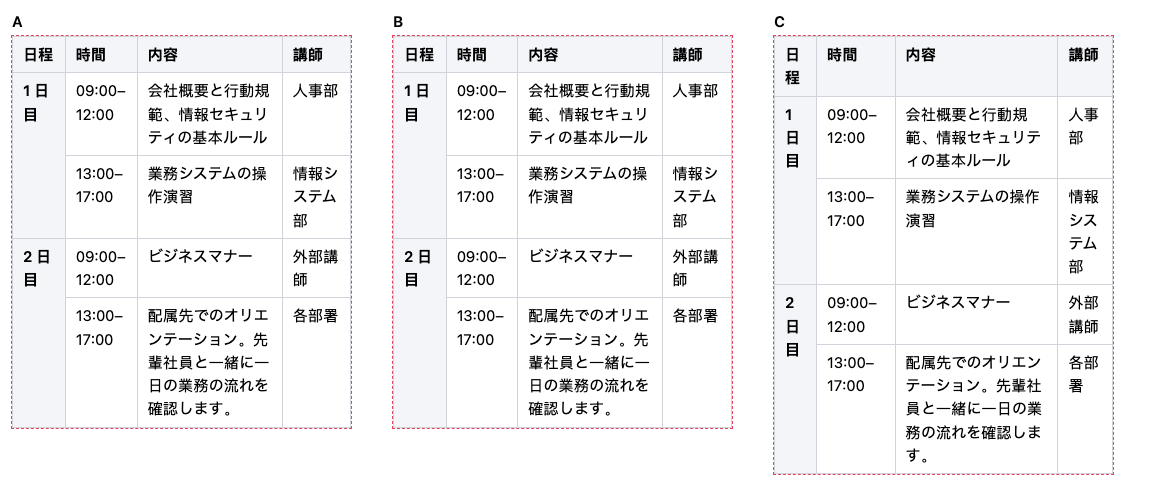 A
日程 時間 内容 講師
1 日 09:00– 会社概要と行動規 人事部
目 12:00 範、情報セキュリ
ティの基本ルール
13:00– 業務システムの操 情報シ
17:00 作演習 ステム
部
2 日 09:00– ビジネスマナー 外部講
目 12:00 師
13:00– 配属先でのオリエ 各部署
17:00 ンテーション。先
輩社員と一緒に一
日の業務の流れを
確認します。
B
日程 時間 内容 講師
1 日 09:00– 会社概要と行動規 人事部
目 12:00 範、情報セキュリ
ティの基本ルール
13:00– 業務システムの操 情報シ
17:00 作演習 ステム
部
2 日 09:00– ビジネスマナー 外部講
目 12:00 師
13:00– 配属先でのオリエ 各部署
17:00 ンテーション。先
輩社員と一緒に一
日の業務の流れを
確認します。
C
日 時間 内容 講師
程
1 09:00– 会社概要と行動規 人事
日 12:00 範、情報セキュリテ 部
目 ィの基本ルール
13:00– 業務システムの操作 情報
17:00 演習 シス
テム
部
2 09:00– ビジネスマナー 外部
日 12:00 講師
目
13:00– 配属先でのオリエン 各部
17:00 テーション。先輩社 署
員と一緒に一日の業
務の流れを確認しま
す。